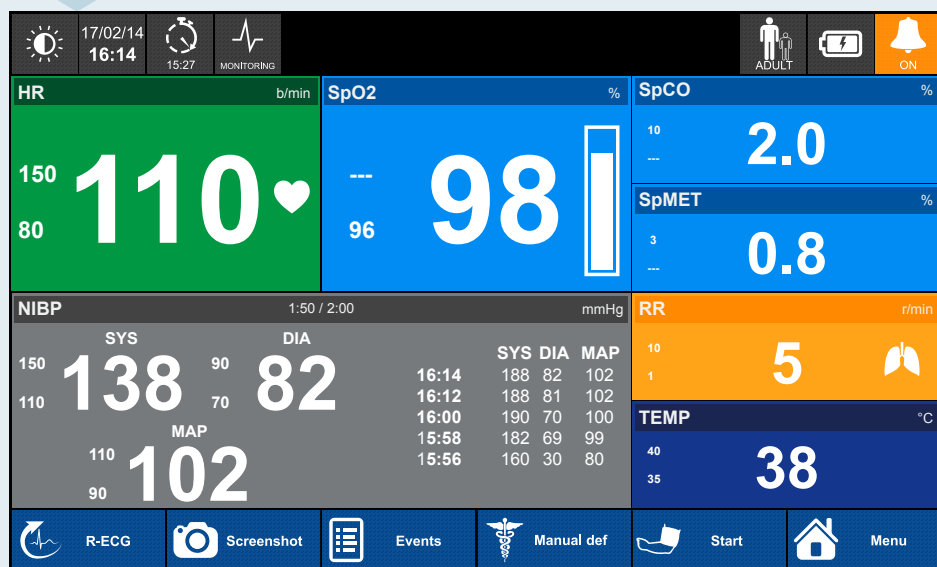 17/02/14
16:14
15:27
MONITORING
ADULT
ON
HR b/min
150
110
80
SpO2 %
---
98
96
SpCO %
10
2.0
---
SpMET %
3
0.8
---
NIBP 1:50 / 2:00 mmHg
SYS DIA
150 138 90 82
110 70
MAP
110 102
90
SYS DIA MAP
16:14 188 82 102
16:12 188 81 102
16:00 190 70 100
15:58 182 69 99
15:56 160 30 80
RR r/min
10
5
1
TEMP °C
40
38
35
R-ECG Screenshot Events Manual def Start Menu